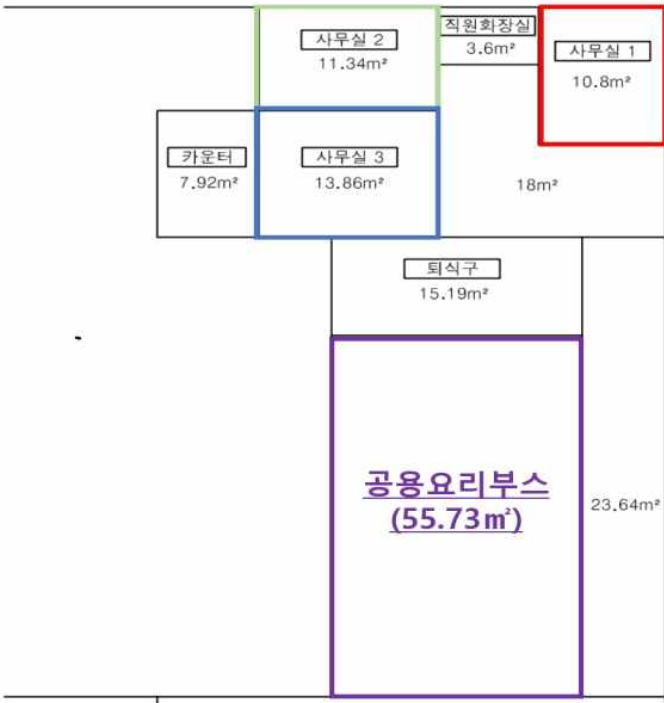 사무실 2
11.34m²
직원화장실
3.6m²
사무실 1
10.8m²
카운터
7.92m²
사무실 3
13.86m²
18m²
퇴식구
15.19m²
공용요리부스
(55.73㎡)
23.64m²